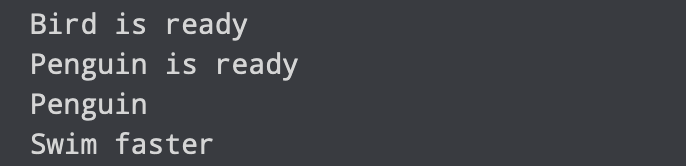 Bird is ready
Penguin is ready
Penguin
Swim faster